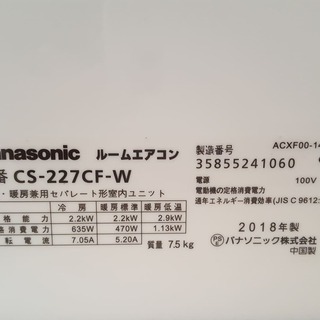 anasonic ルームエアコン
番 CS-227CF-W
・暖房兼用セパレート形室内ユニット
冷房 暖房標準 暖房低温
格能力 2.2kW 2.2kW 2.9kW
格消費電力 635W 470W 1.13kW
転電流 7.05A 5.20A
質量 7.5kg
ACXF00-14
製造番号
35855241060
電源 100V
電動機の定格消費電力
通年エネルギー消費効率(JIS C 9612:
2018年製
PS E パナソニック株式会
中国製